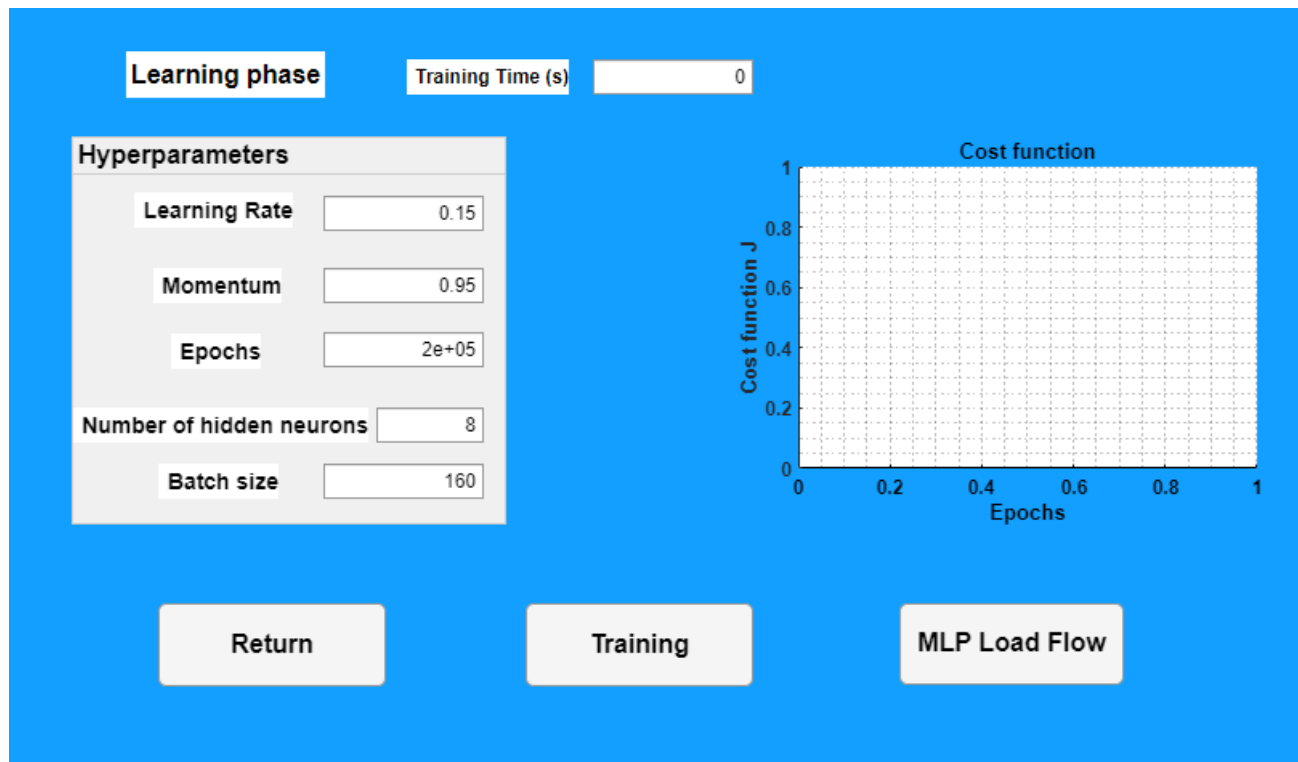 Learning phase
Training Time (s)
0
Hyperparameters
Learning Rate
0.15
Momentum
0.95
Epochs
2e+05
Number of hidden neurons
8
Batch size
160
Cost function
Cost function J
1
0.8
0.6
0.4
0.2
0
0 0.2 0.4 0.6 0.8 1
Epochs
Return
Training
MLP Load Flow